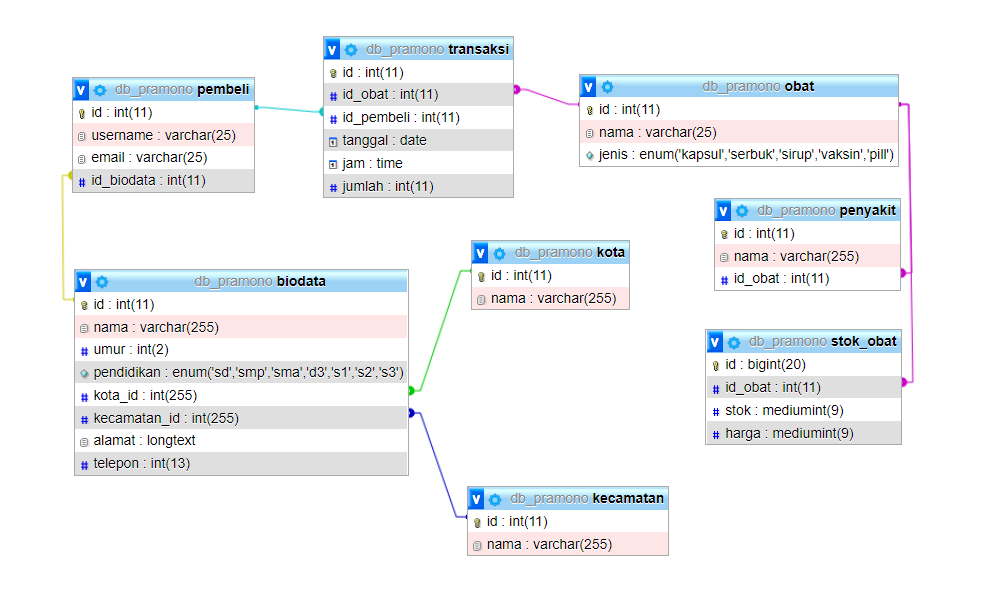 db_pramono transaksi
id : int(11)
id_obat : int(11)
id_pembeli : int(11)
tanggal : date
jam : time
jumlah : int(11)
db_pramono pembeli
id : int(11)
username : varchar(25)
email : varchar(25)
id_biodata : int(11)
db_pramono obat
id : int(11)
nama : varchar(25)
jenis : enum('kapsul','serbuk','sirup','vaksin','pill')
db_pramono penyakit
id : int(11)
nama : varchar(255)
id_obat : int(11)
db_pramono kota
id : int(11)
nama : varchar(255)
db_pramono biodata
id : int(11)
nama : varchar(255)
umur : int(2)
pendidikan : enum('sd','smp','sma','d3','s1','s2','s3')
kota_id : int(255)
kecamatan_id : int(255)
alamat : longtext
telepon : int(13)
db_pramono stok_obat
id : bigint(20)
id_obat : int(11)
stok : mediumint(9)
harga : mediumint(9)
db_pramono kecamatan
id : int(11)
nama : varchar(255)